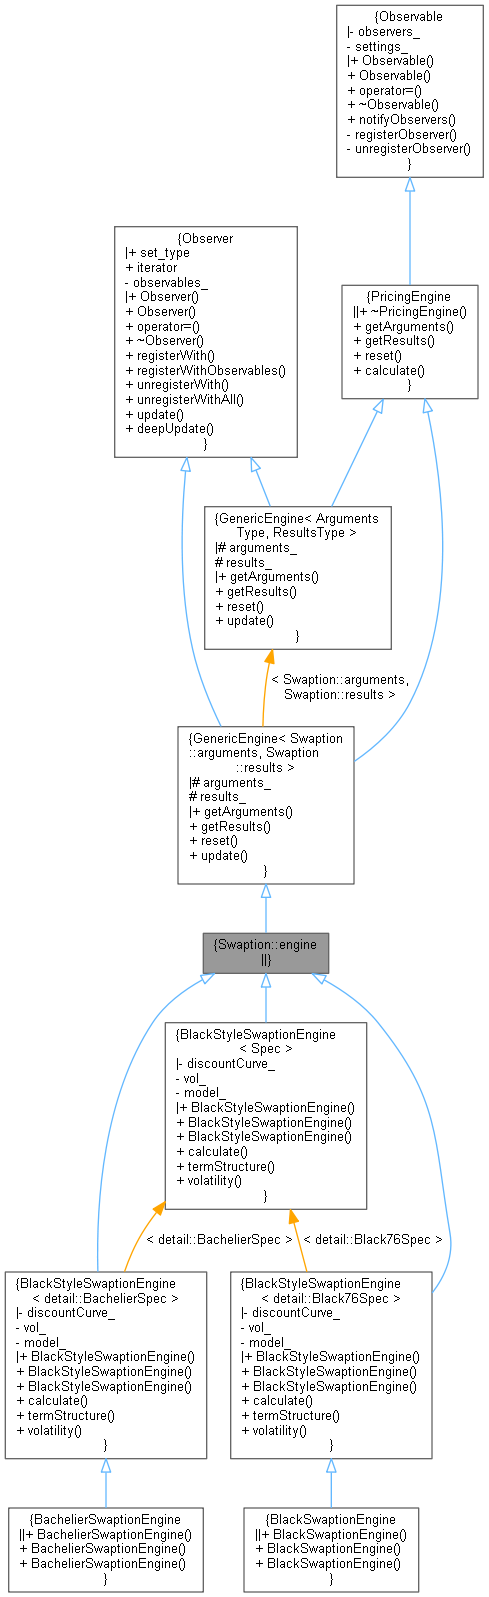 {Observable
|- observers_
- settings_
|+ Observable()
+ Observable()
+ operator=()
+ ~Observable()
+ notifyObservers()
- registerObserver()
- unregisterObserver()
}
{Observer
|+ set_type
+ iterator
- observables_
|+ Observer()
+ Observer()
+ operator=()
+ ~Observer()
+ registerWith()
+ registerWithObservables()
+ unregisterWith()
+ unregisterWithAll()
+ update()
+ deepUpdate()
}
{PricingEngine
||+ ~PricingEngine()
+ getArguments()
+ getResults()
+ reset()
+ calculate()
}
{GenericEngine< Arguments
Type, ResultsType >
|# arguments_
# results_
|+ getArguments()
+ getResults()
+ reset()
+ update()
}
< Swaption::arguments,
Swaption::results >
{GenericEngine< Swaption
::arguments, Swaption
::results >
|# arguments_
# results_
|+ getArguments()
+ getResults()
+ reset()
+ update()
}
{Swaption::engine
||}
{BlackStyleSwaptionEngine
< Spec >
|- discountCurve_
- vol_
- model_
|+ BlackStyleSwaptionEngine()
+ BlackStyleSwaptionEngine()
+ BlackStyleSwaptionEngine()
+ calculate()
+ termStructure()
+ volatility()
}
< detail::BachelierSpec >
< detail::Black76Spec >
{BlackStyleSwaptionEngine
< detail::BachelierSpec >
|- discountCurve_
- vol_
- model_
|+ BlackStyleSwaptionEngine()
+ BlackStyleSwaptionEngine()
+ BlackStyleSwaptionEngine()
+ calculate()
+ termStructure()
+ volatility()
}
{BlackStyleSwaptionEngine
< detail::Black76Spec >
|- discountCurve_
- vol_
- model_
|+ BlackStyleSwaptionEngine()
+ BlackStyleSwaptionEngine()
+ BlackStyleSwaptionEngine()
+ calculate()
+ termStructure()
+ volatility()
}
{BachelierSwaptionEngine
||+ BachelierSwaptionEngine()
+ BachelierSwaptionEngine()
+ BachelierSwaptionEngine()
}
{BlackSwaptionEngine
||+ BlackSwaptionEngine()
+ BlackSwaptionEngine()
+ BlackSwaptionEngine()
}